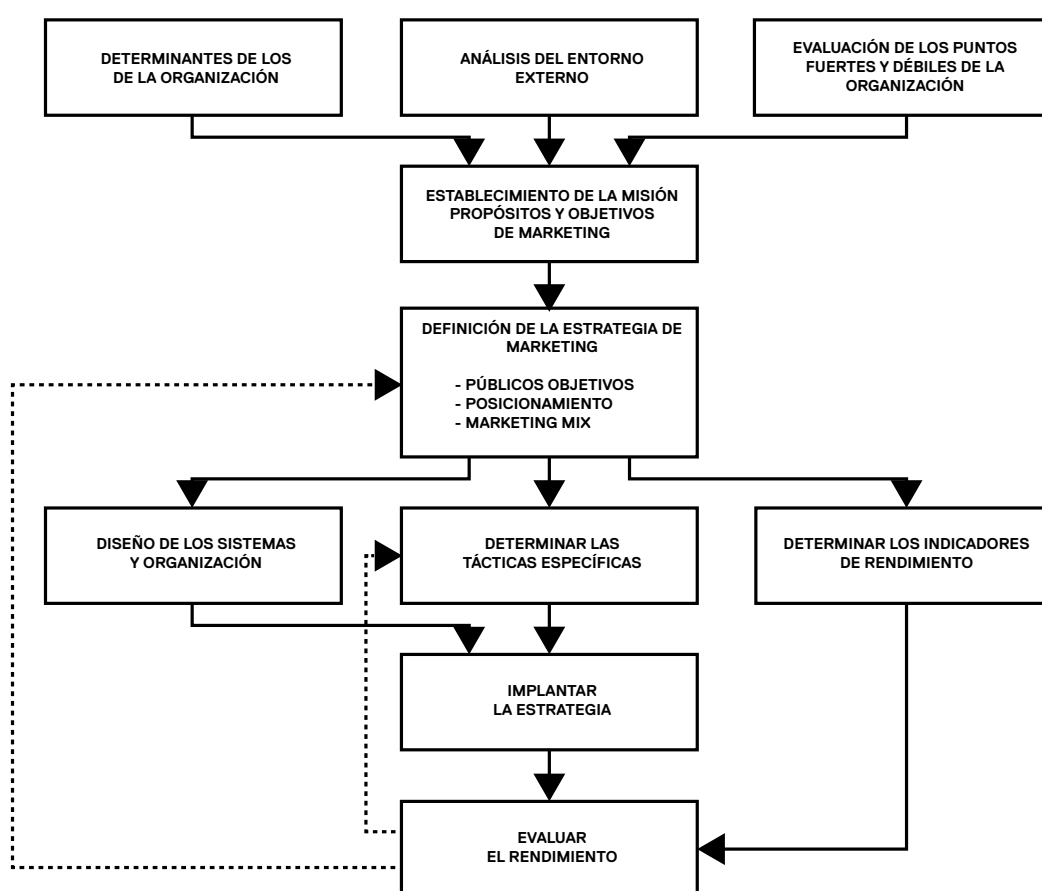 DETERMINANTES DE LOS
DE LA ORGANIZACIÓN
ANÁLISIS DEL ENTORNO
EXTERNO
EVALUACIÓN DE LOS PUNTOS
FUERTES Y DÉBILES DE LA
ORGANIZACIÓN
ESTABLECIMIENTO DE LA MISIÓN
PROPÓSITOS Y OBJETIVOS
DE MARKETING
DEFINICIÓN DE LA ESTRATEGIA DE
MARKETING
- PÚBLICOS OBJETIVOS
- POSICIONAMIENTO
- MARKETING MIX
DISEÑO DE LOS SISTEMAS
Y ORGANIZACIÓN
DETERMINAR LAS
TÁCTICAS ESPECÍFICAS
DETERMINAR LOS INDICADORES
DE RENDIMIENTO
IMPLANTAR
LA ESTRATEGIA
EVALUAR
EL RENDIMIENTO